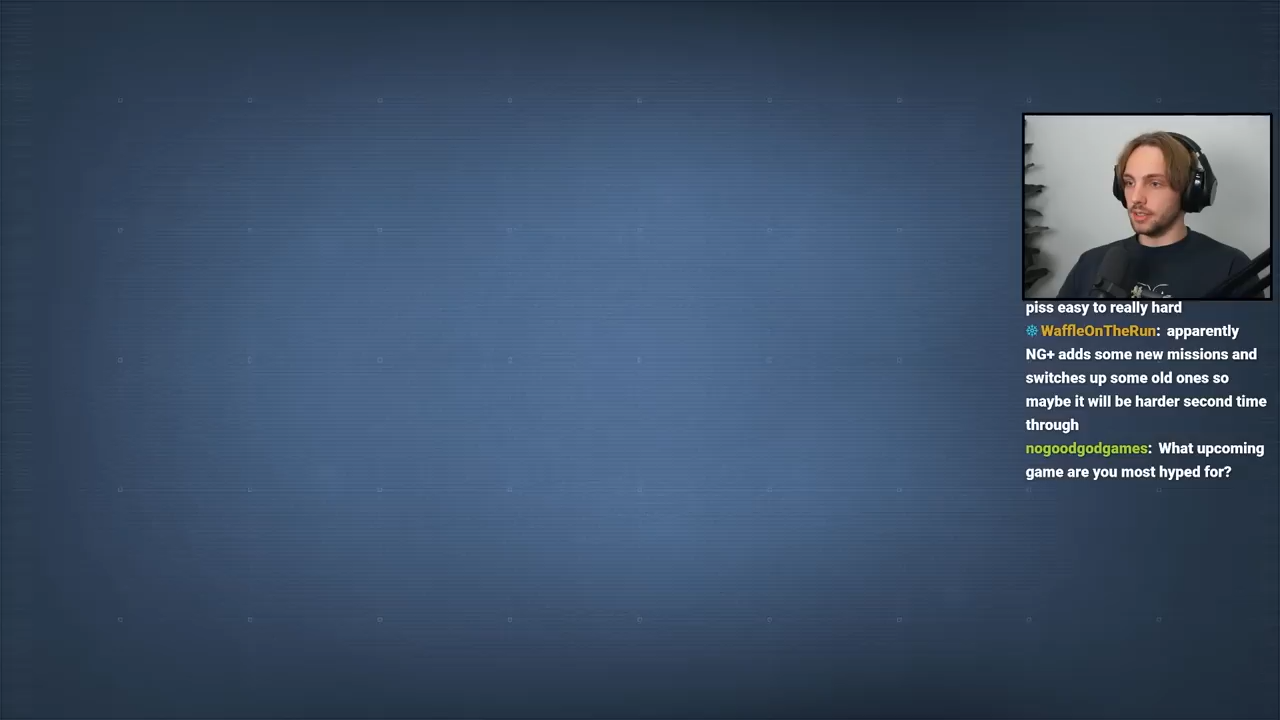 piss easy to really hard
WaffleOnTheRun: apparently
NG+ adds some new missions and
switches up some old ones so
maybe it will be harder second time
through
nogoodgodgames: What upcoming
game are you most hyped for?